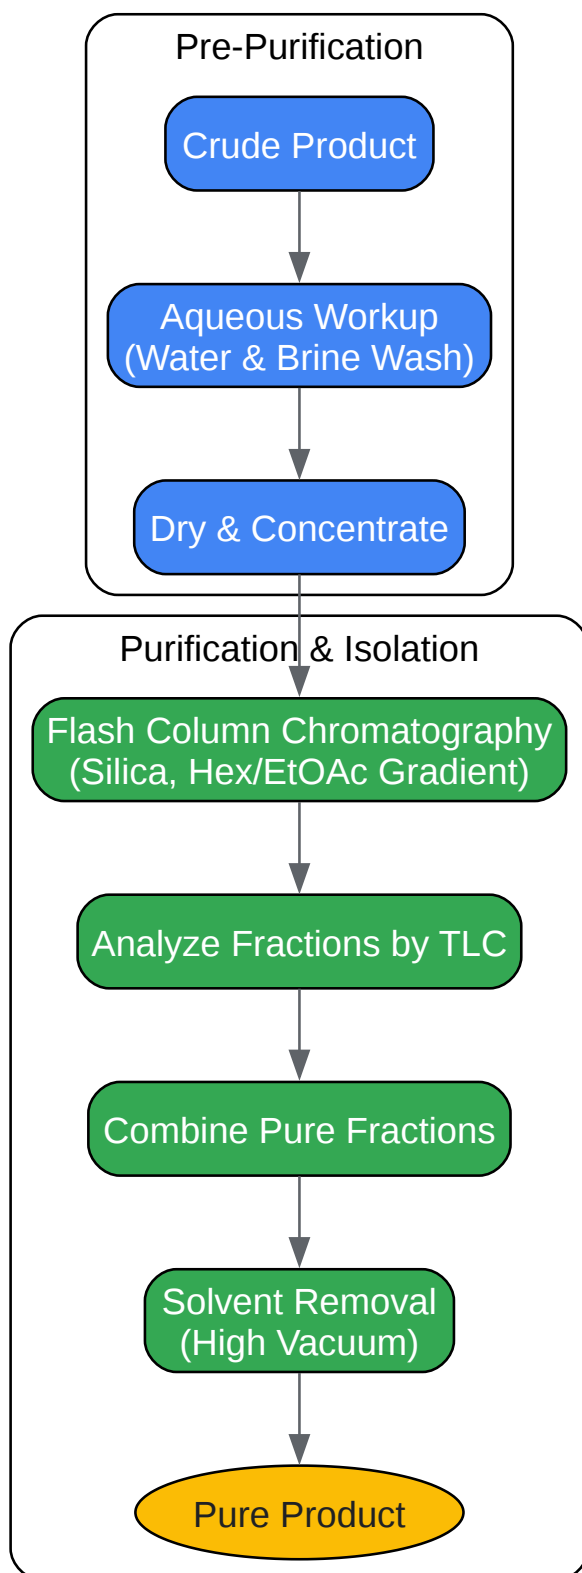 Pre-Purification
Crude Product
Aqueous Workup
(Water & Brine Wash)
Dry & Concentrate
Purification & Isolation
Flash Column Chromatography
(Silica, Hex/EtOAc Gradient)
Analyze Fractions by TLC
Combine Pure Fractions
Solvent Removal
(High Vacuum)
Pure Product